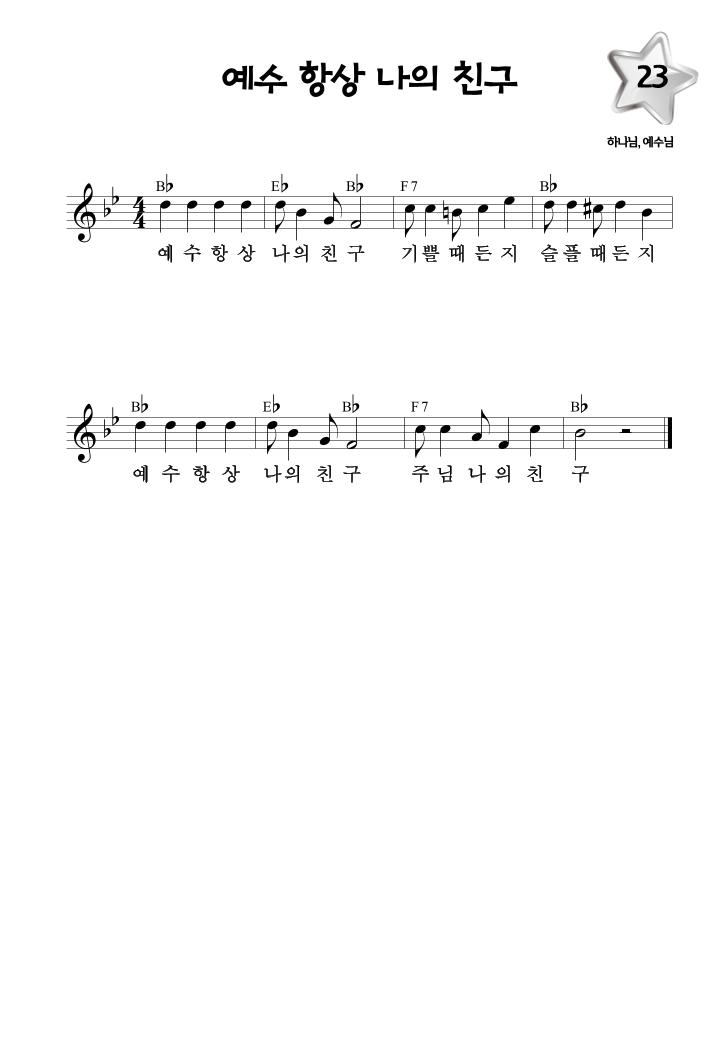 예수 항상 나의 친구
23
하나님, 예수님
B♭ E♭ B♭ F7 B♭
4
4
예 수 항 상 나의 친 구 기쁠 때 든 지 슬플 때든 지
B♭ E♭ B♭ F7 B♭
예 수 항 상 나의 친 구 주님 나 의 친 구